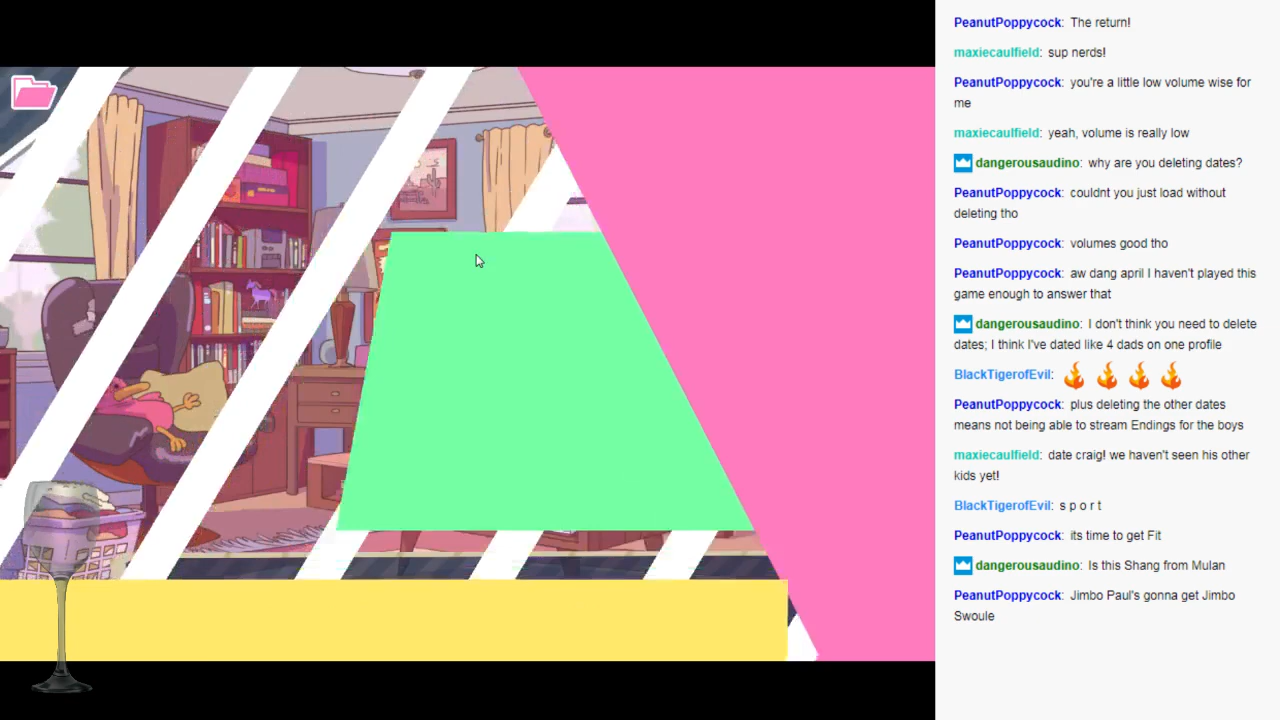 PeanutPoppycock: The return!
maxiecaulfield: sup nerds!
PeanutPoppycock: you're a little low volume wise for
me
maxiecaulfield: yeah, volume is really low
dangerousaudino: why are you deleting dates?
PeanutPoppycock: couldnt you just load without
deleting tho
PeanutPoppycock: volumes good tho
PeanutPoppycock: aw dang april I haven't played this
game enough to answer that
dangerousaudino: I don't think you need to delete
dates; I think I've dated like 4 dads on one profile
BlackTigerofEvil:
PeanutPoppycock: plus deleting the other dates
means not being able to stream Endings for the boys
maxiecaulfield: date craig! we haven't seen his other
kids yet!
BlackTigerofEvil: s p o r t
PeanutPoppycock: its time to get Fit
dangerousaudino: Is this Shang from Mulan
PeanutPoppycock: Jimbo Paul's gonna get Jimbo
Swoule